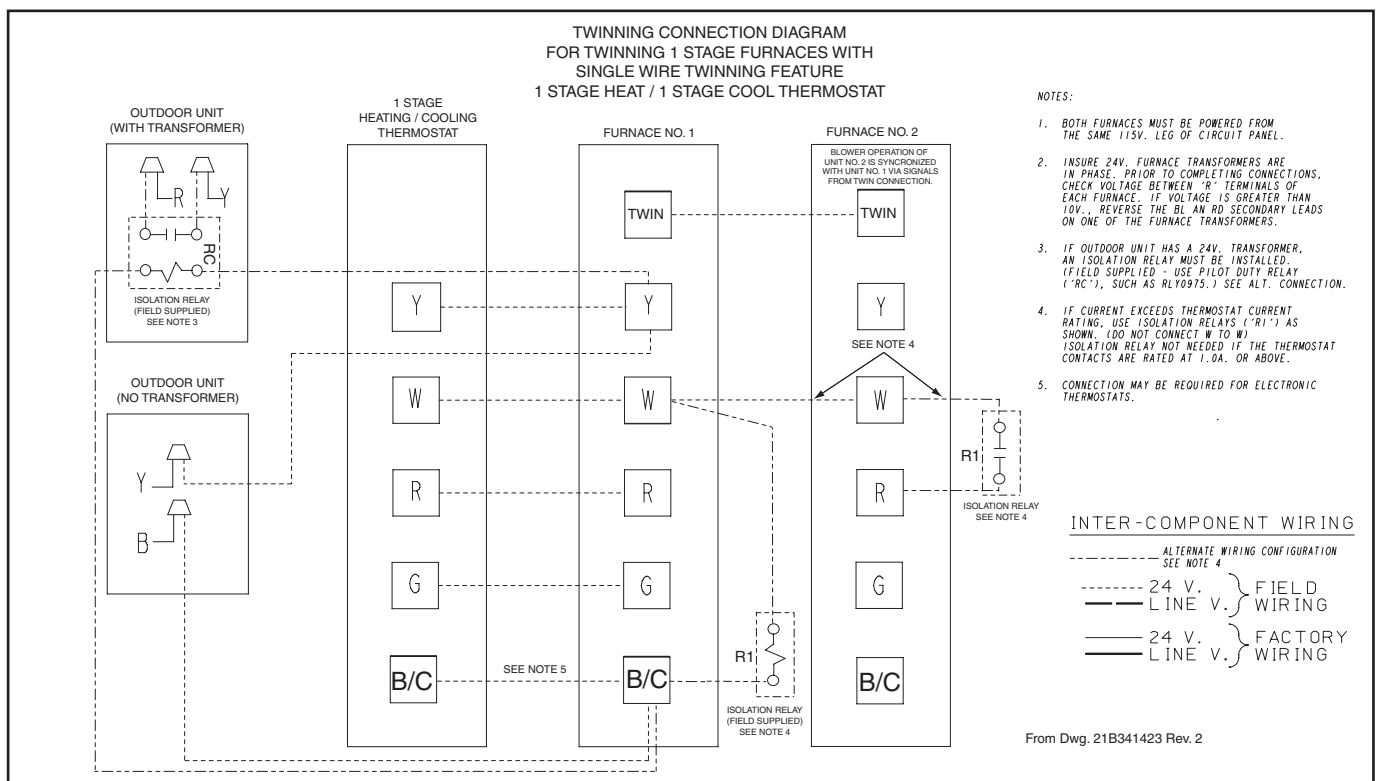 TWINNING CONNECTION DIAGRAM
FOR TWINNING 1 STAGE FURNACES WITH
SINGLE WIRE TWINNING FEATURE
1 STAGE HEAT / 1 STAGE COOL THERMOSTAT
OUTDOOR UNIT
(WITH TRANSFORMER)
R
Y
RC
ISOLATION RELAY
(FIELD SUPPLIED)
SEE NOTE 3
OUTDOOR UNIT
(NO TRANSFORMER)
Y
B
1 STAGE
HEATING / COOLING
THERMOSTAT
Y
W
R
G
B/C
SEE NOTE 5
FURNACE NO. 1
TWIN
Y
W
R
G
B/C
R1
ISOLATION RELAY
(FIELD SUPPLIED)
SEE NOTE 4
FURNACE NO. 2
BLOWER OPERATION OF
UNIT NO. 2 IS SYNCRONIZED
WITH UNIT NO. 1 VIA SIGNALS
FROM TWIN CONNECTION.
TWIN
Y
SEE NOTE 4
W
R
G
B/C
R1
ISOLATION RELAY
SEE NOTE 4
NOTES:
1. BOTH FURNACES MUST BE POWERED FROM
THE SAME 115V. LEG OF CIRCUIT PANEL.
2. INSURE 24V. FURNACE TRANSFORMERS ARE
IN PHASE. PRIOR TO COMPLETING CONNECTIONS,
CHECK VOLTAGE BETWEEN 'R' TERMINALS OF
EACH FURNACE. IF VOLTAGE IS GREATER THAN
10V., REVERSE THE BL AN RD SECONDARY LEADS
ON ONE OF THE FURNACE TRANSFORMERS.
3. IF OUTDOOR UNIT HAS A 24V. TRANSFORMER,
AN ISOLATION RELAY MUST BE INSTALLED.
(FIELD SUPPLIED - USE PILOT DUTY RELAY
('RC'), SUCH AS RLY0975.) SEE ALT. CONNECTION.
4. IF CURRENT EXCEEDS THERMOSTAT CURRENT
RATING, USE ISOLATION RELAYS ('R1') AS
SHOWN. (DO NOT CONNECT W TO W)
ISOLATION RELAY NOT NEEDED IF THE THERMOSTAT
CONTACTS ARE RATED AT 1.0A. OR ABOVE.
5. CONNECTION MAY BE REQUIRED FOR ELECTRONIC
THERMOSTATS.
INTER-COMPONENT WIRING
ALTERNATE WIRING CONFIGURATION
SEE NOTE 4
24 V.
LINE V.
FIELD
WIRING
24 V.
LINE V.
FACTORY
WIRING
From Dwg. 21B341423 Rev. 2